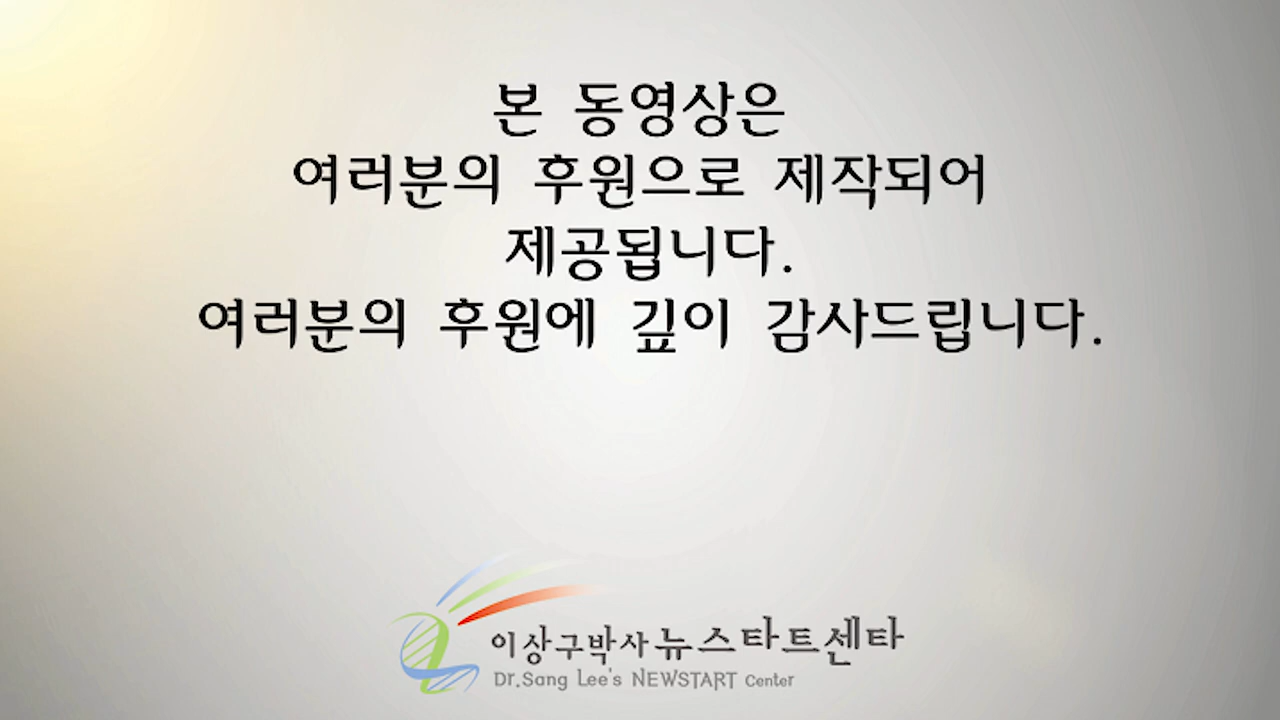 본 동영상은
여러분의 후원으로 제작되어
제공됩니다.
여러분의 후원에 깊이 감사드립니다.
이상구박사 뉴스타트센타
Dr.Sang Lee's NEWSTART Center